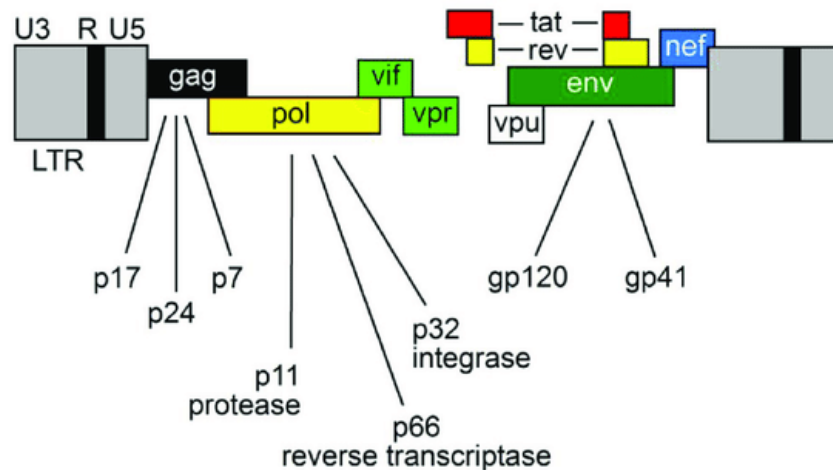 U3 R U5
tat
rev
nef
gag
vif
env
pol
vpr
vpu
LTR
p17
p7
gp120
gp41
p24
p32
integrase
p11
protease
p66
reverse transcriptase